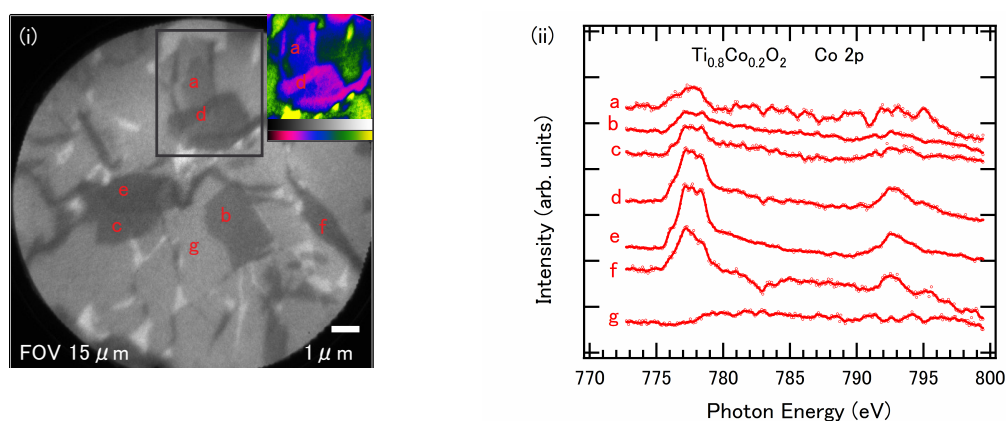 (i)
a
d
a
d
e
c
b
g
f
FOV 15 μm
1 μm
(ii)
Ti0.8Co0.2O2 Co 2p
a
b
c
d
e
f
g
Intensity (arb. units)
770 775 780 785 790 795 800
Photon Energy (eV)